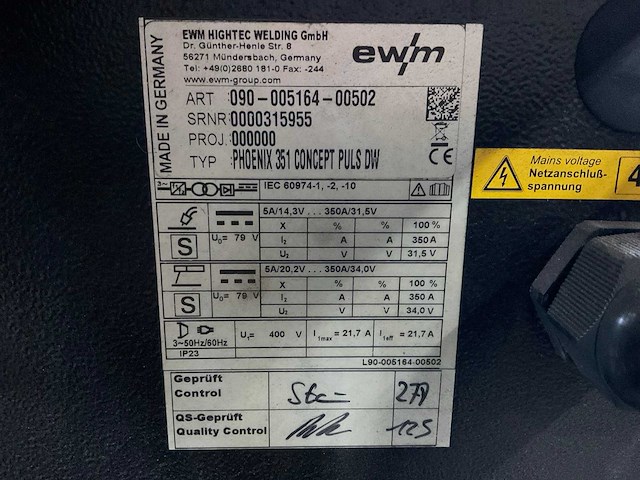 MADE IN GERMANY
EWM HIGHTEC WELDING GmbH
Dr. Günther-Henle Str. 8
56271 Mündersbach, Germany
Tel: +49(0)2680 181-0 Fax: -244
www.ewm-group.com
ewm
ART 090-005164-00502
SRNR 0000315955
PROJ. 000000
TYP PHOENIX 351 CONCEPT PULS DW
CE
3~ IEC 60974-1, -2, -10
5A/14,3V...350A/31,5V
X % % 100 %
S U₀= 79 V I₂ A A 350 A
U₂ V V 31,5 V
5A/20,2V...350A/34,0V
X % % 100 %
S U₀= 79 V I₂ A A 350 A
U₂ V V 34,0 V
3~50Hz/60Hz U₁= 400 V I1max = 21,7 A I1eff = 21,7 A
IP23
L90-005164-00502
Geprüft
Control
QS-Geprüft
Quality Control 125
Mains voltage
Netzanschluß-
spannung
4